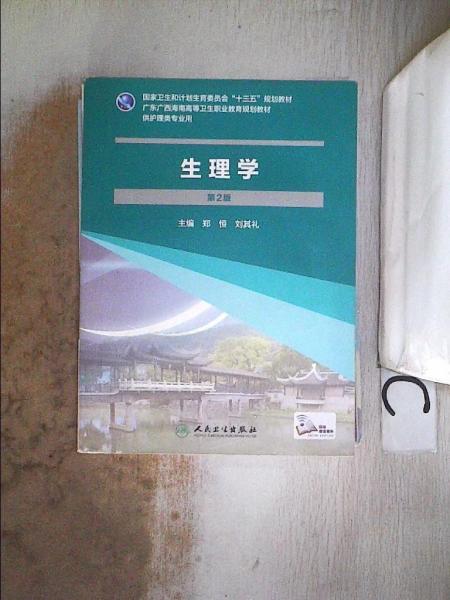 国家卫生和计划生育委员会“十三五”规划教材
广东广西海南高等卫生职业教育规划教材
供护理类专业用
生理学
第2版
主编 郑 恒 刘其礼
人民卫生出版社
C